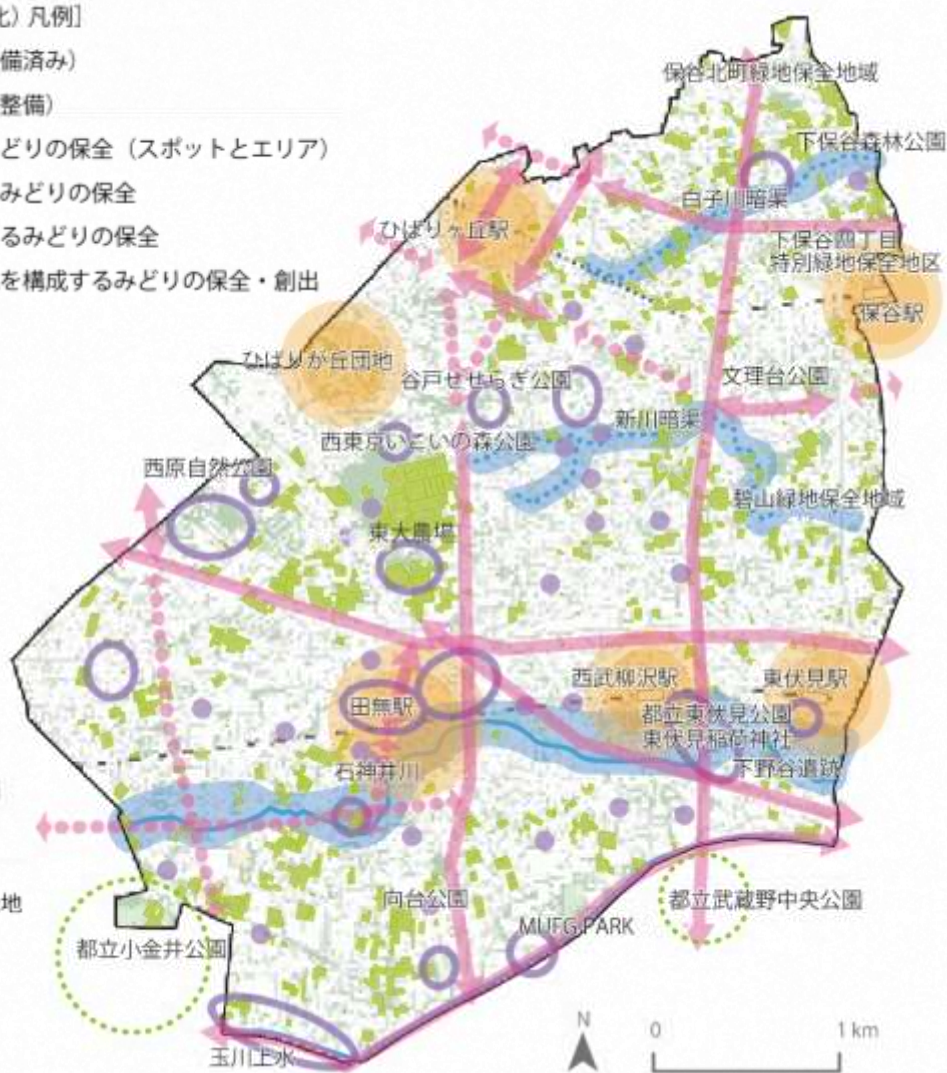 化）凡例］
備済み）
整備）
どりの保全（スポットとエリア）
みどりの保全
るみどりの保全
を構成するみどりの保全・創出
保谷北町緑地保全地域
下保谷森林公園
白子川暗渠
ひばりヶ丘駅
下保谷四丁目
特別緑地保全地区
保谷駅
ひばりが丘団地
谷戸せせらぎ公園
文理台公園
新川暗渠
西東京いこいの森公園
西原自然公園
碧山緑地保全地域
東大農場
西武柳沢駅
東伏見駅
田無駅
都立東伏見公園
東伏見稲荷神社
下野谷遺跡
石神井川
地
向台公園
都立武蔵野中央公園
MUFG PARK
都立小金井公園
玉川上水
N
0
1 km